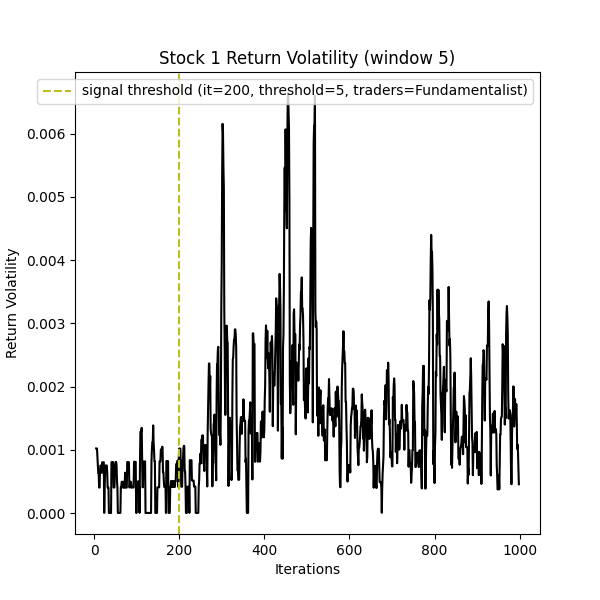 Stock 1 Return Volatility (window 5)
signal threshold (it=200, threshold=5, traders=Fundamentalist)
0.006
0.005
0.004
0.003
0.002
0.001
0.000
Return Volatility
0 200 400 600 800 1000
Iterations